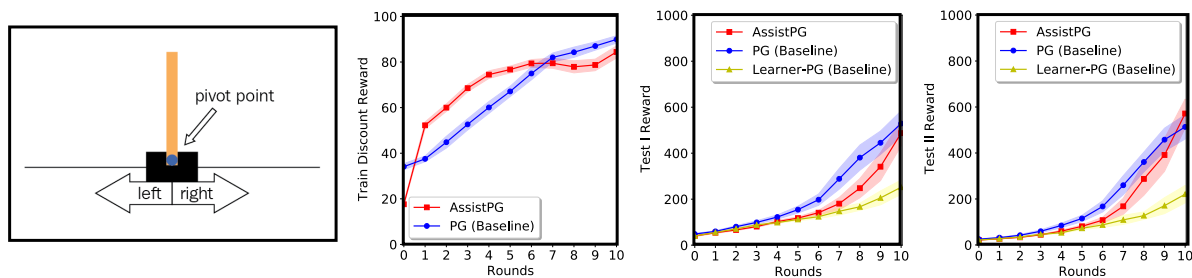 pivot point
left
right
Train Discount Reward
100
80
60
40
20
0
0 1 2 3 4 5 6 7 8 9 10
Rounds
AssistPG
PG (Baseline)
Test I Reward
1000
800
600
400
200
0
0 1 2 3 4 5 6 7 8 9 10
Rounds
AssistPG
PG (Baseline)
Learner-PG (Baseline)
Test II Reward
1000
800
600
400
200
0
0 1 2 3 4 5 6 7 8 9 10
Rounds
AssistPG
PG (Baseline)
Learner-PG (Baseline)